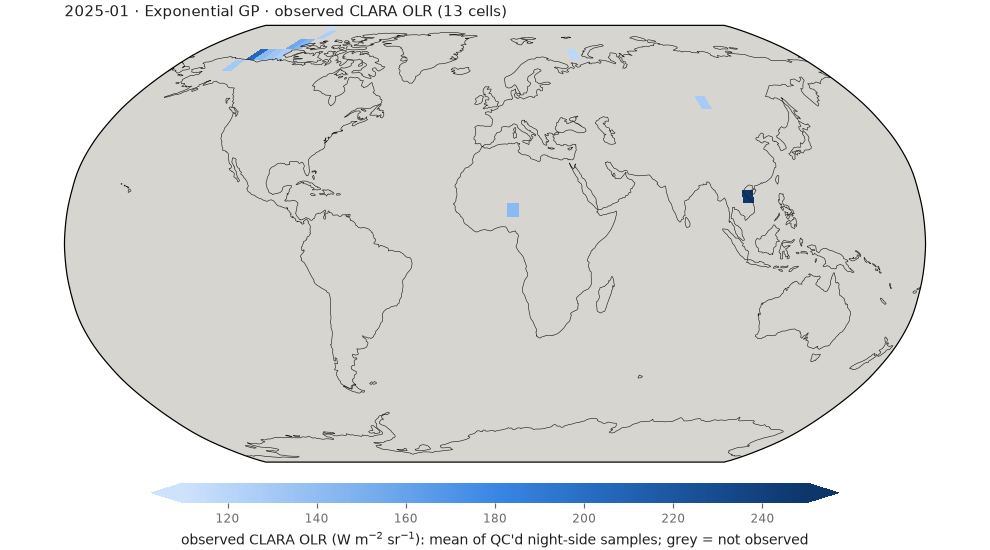 2025-01 · Exponential GP · observed CLARA OLR (13 cells)
120 140 160 180 200 220 240
observed CLARA OLR (W m⁻² sr⁻¹): mean of QC'd night-side samples; grey = not observed